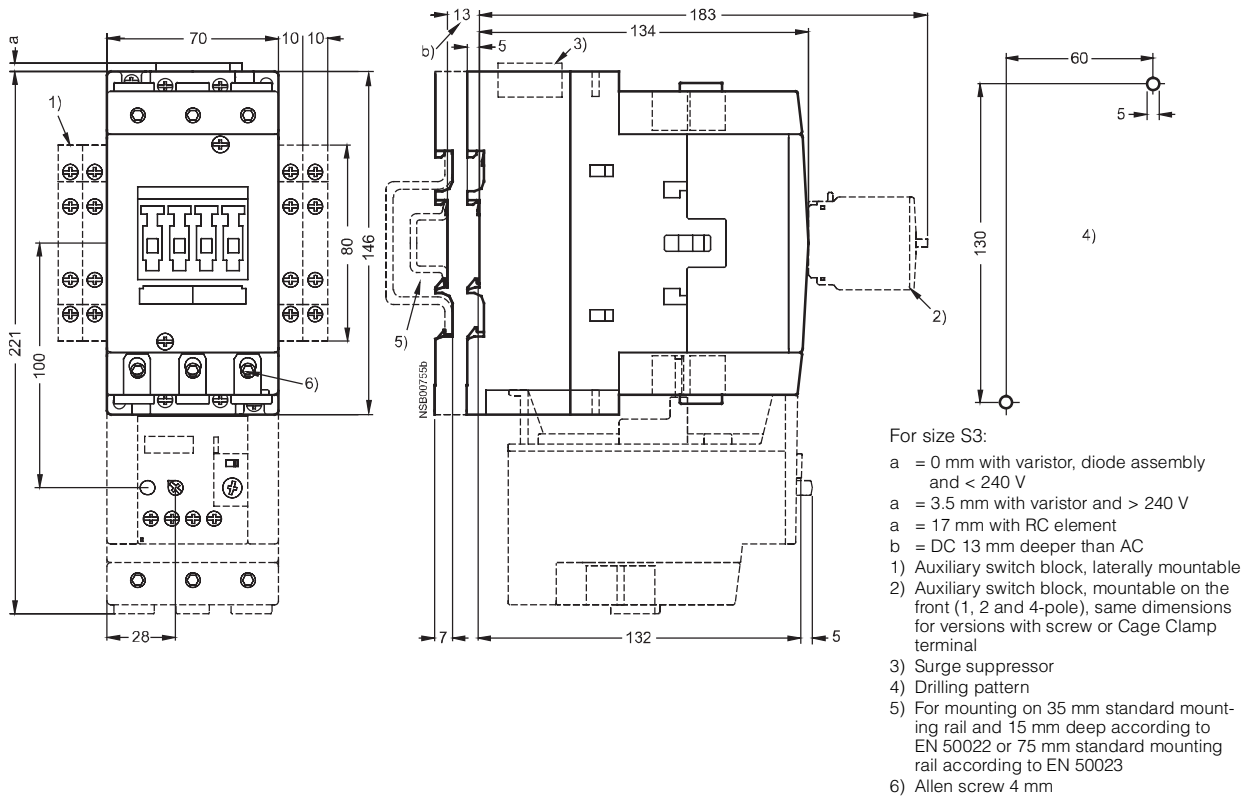 13
183
a
70
10
10
134
b)
5
3)
60
1)
5
80
146
130
4)
221
100
2)
5)
6)
NSB00755b
28
7
132
5
For size S3:
a = 0 mm with varistor, diode assembly
and < 240 V
a = 3.5 mm with varistor and > 240 V
a = 17 mm with RC element
b = DC 13 mm deeper than AC
1) Auxiliary switch block, laterally mountable
2) Auxiliary switch block, mountable on the
front (1, 2 and 4-pole), same dimensions
for versions with screw or Cage Clamp
terminal
3) Surge suppressor
4) Drilling pattern
5) For mounting on 35 mm standard mount-
ing rail and 15 mm deep according to
EN 50022 or 75 mm standard mounting
rail according to EN 50023
6) Allen screw 4 mm